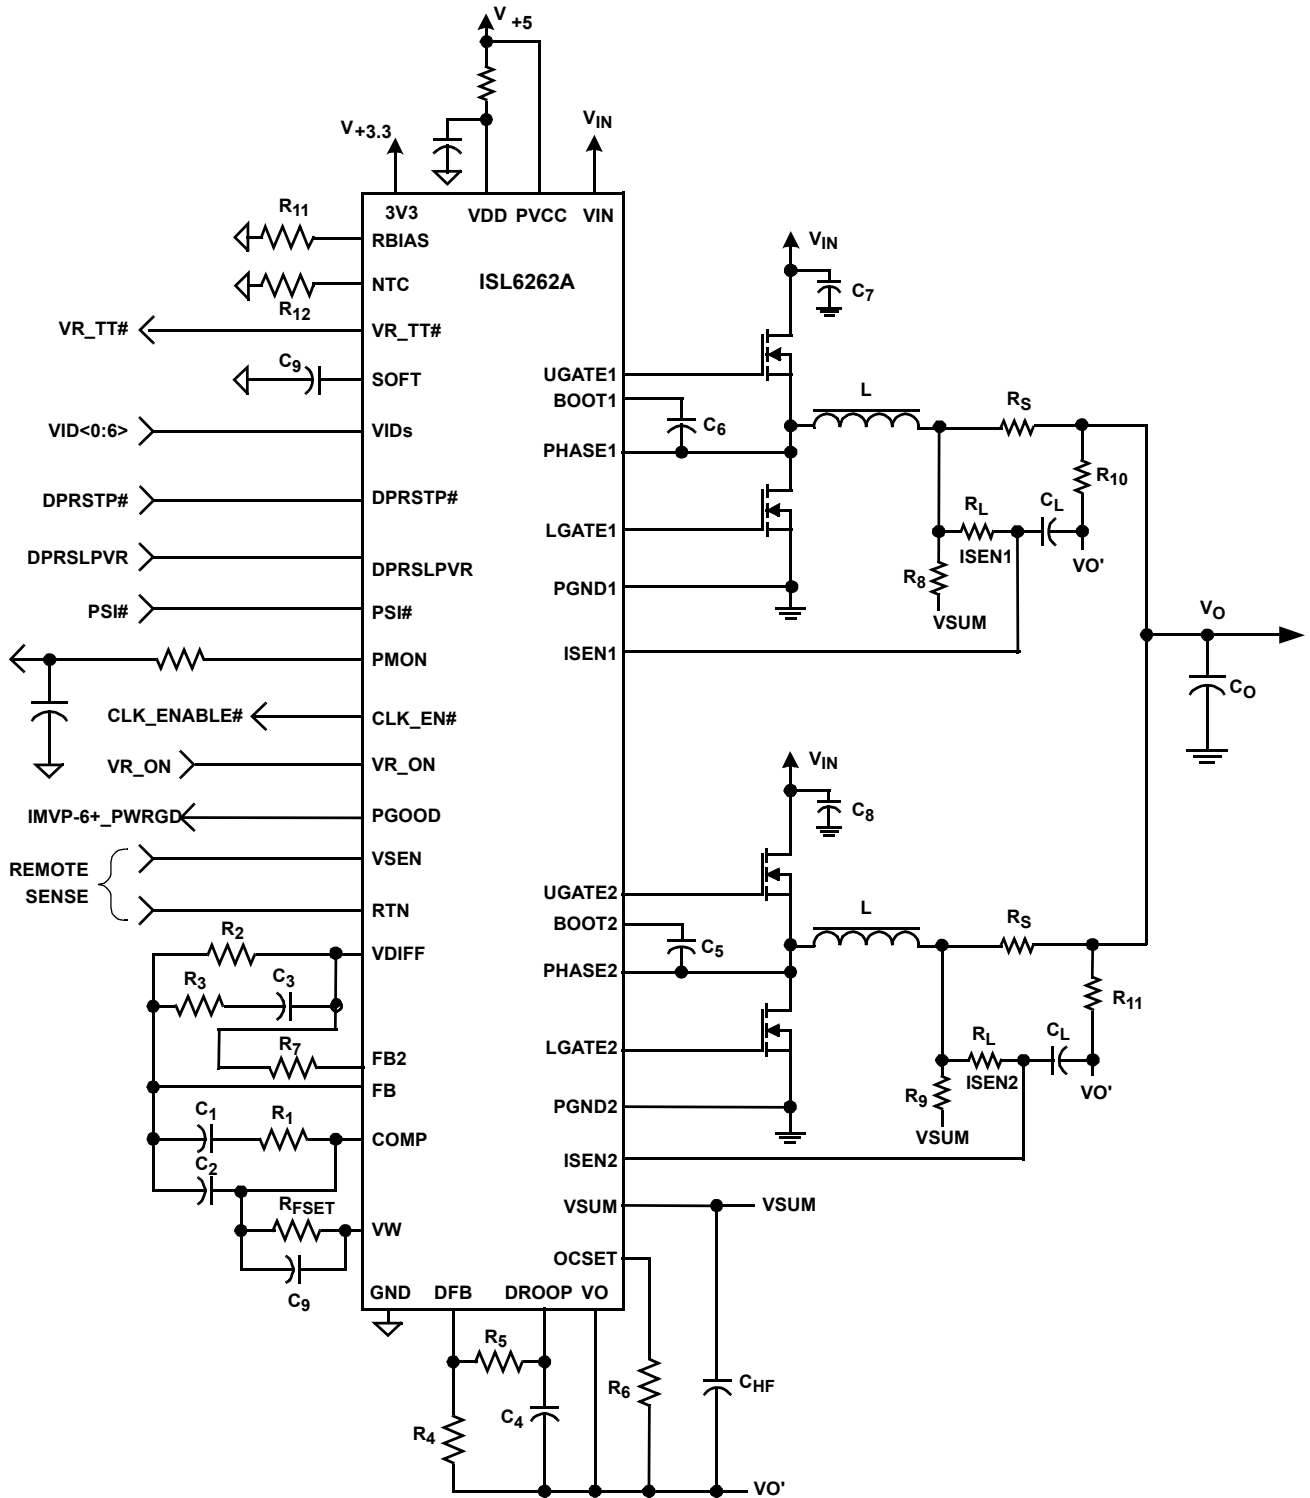 V +5
V+3.3
VIN
3V3
VDD PVCC VIN
R11
RBIAS
ISL6262A
NTC
R12
VR_TT#
VR_TT#
C9
SOFT
VID<0:6>
VIDs
DPRSTP#
DPRSTP#
DPRSLPVR
DPRSLPVR
PSI#
PSI#
PMON
CLK_ENABLE#
CLK_EN#
VR_ON
VR_ON
IMVP-6+_PWRGD
PGOOD
REMOTE
SENSE
VSEN
RTN
R2
VDIFF
R3
C3
R7
FB2
FB
C1
R1
COMP
C2
RFSET
VW
C9
GND
DFB
DROOP
VO
UGATE1
BOOT1
C6
PHASE1
LGATE1
PGND1
ISEN1
VIN
C7
L
RS
R10
RL
CL
ISEN1
VO'
R8
VSUM
VO
CO
VIN
C8
UGATE2
BOOT2
C5
PHASE2
LGATE2
PGND2
ISEN2
L
RS
R11
RL
CL
ISEN2
VO'
R9
VSUM
VSUM
VSUM
OCSET
R5
R4
C4
R6
CHF
VO'